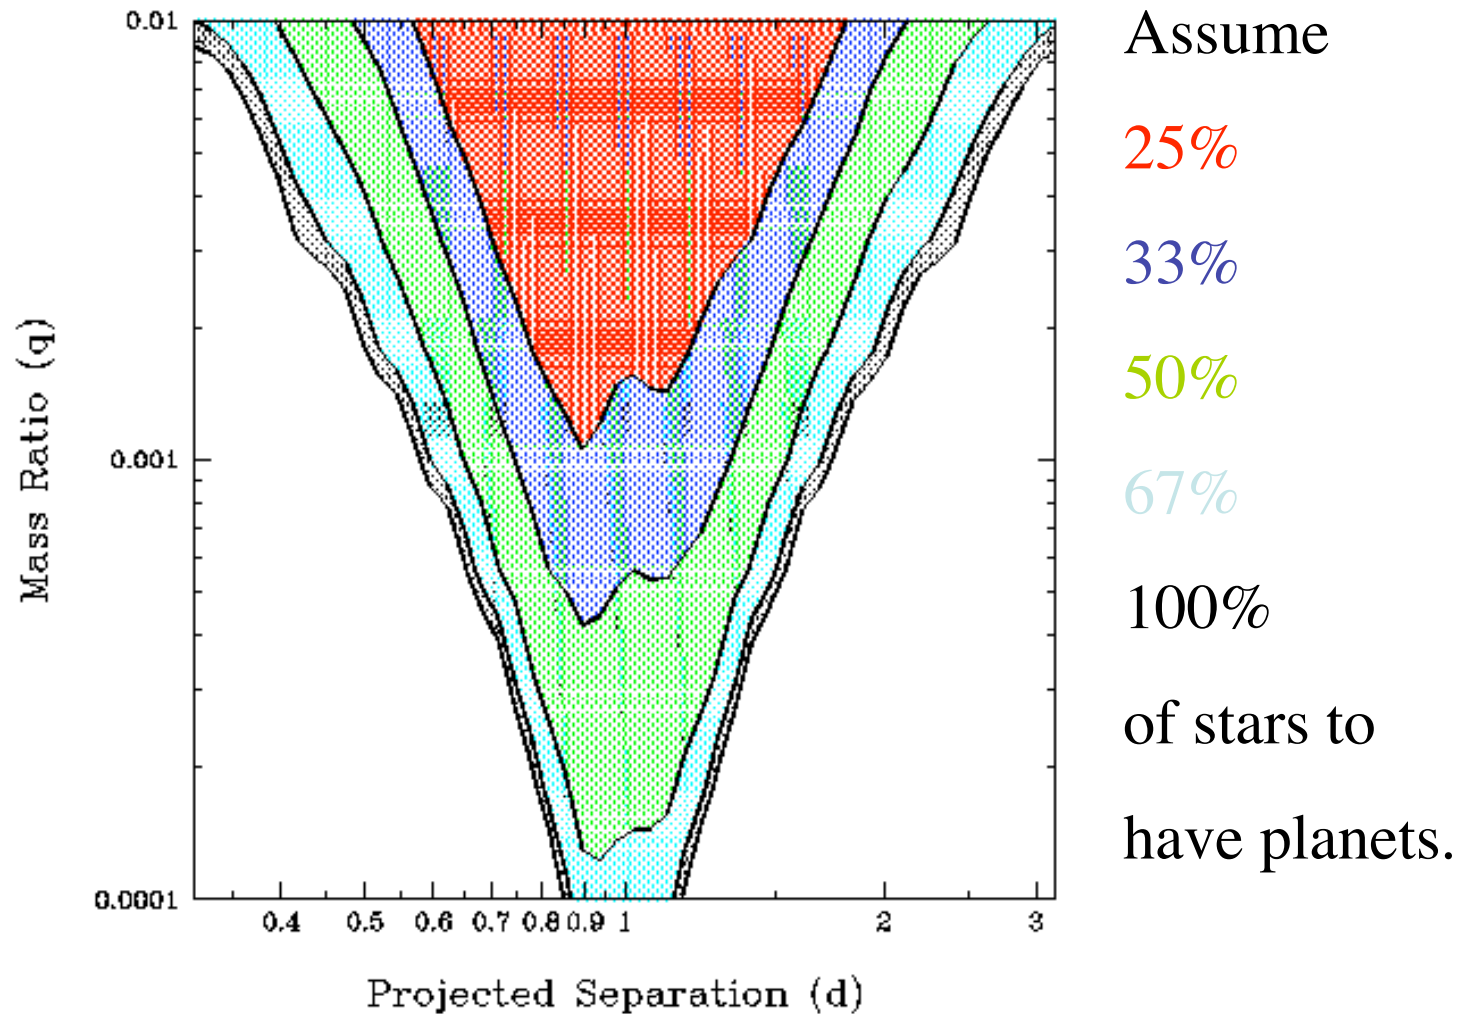 0.01
0.001
0.0001
Mass Ratio (q)
0.4 0.5 0.6 0.7 0.8 0.9 1 2 3
Projected Separation (d)
Assume
25%
33%
50%
67%
100%
of stars to
have planets.